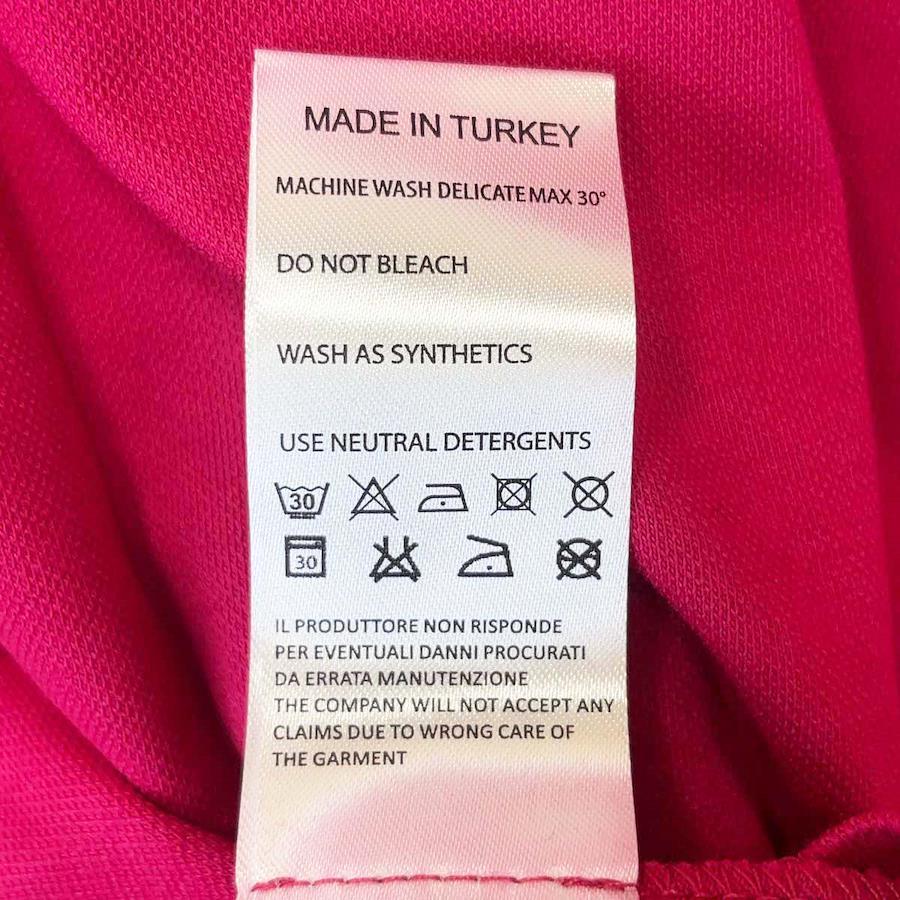 MADE IN TURKEY
MACHINE WASH DELICATE MAX 30°
DO NOT BLEACH
WASH AS SYNTHETICS
USE NEUTRAL DETERGENTS
30
30
IL PRODUTTORE NON RISPONDE
PER EVENTUALI DANNI PROCURATI
DA ERRATA MANUTENZIONE
THE COMPANY WILL NOT ACCEPT ANY
CLAIMS DUE TO WRONG CARE OF
THE GARMENT